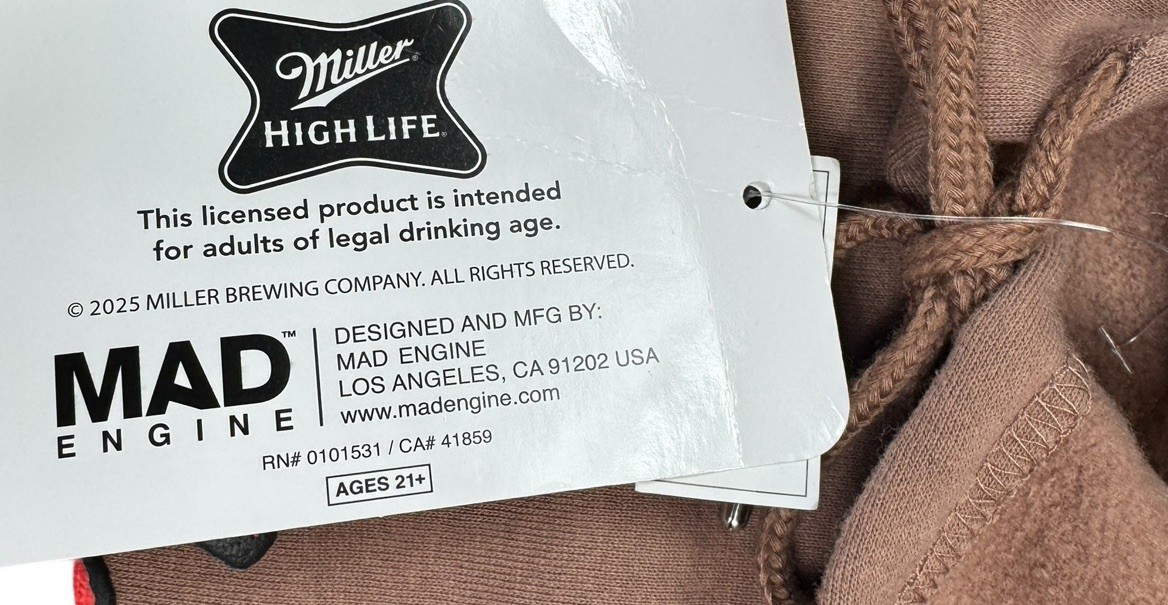 Miller®
HIGH LIFE®
This licensed product is intended
for adults of legal drinking age.
© 2025 MILLER BREWING COMPANY. ALL RIGHTS RESERVED.
MAD™
ENGINE
DESIGNED AND MFG BY:
MAD ENGINE
LOS ANGELES, CA 91202 USA
www.madengine.com
RN# 0101531 / CA# 41859
AGES 21+